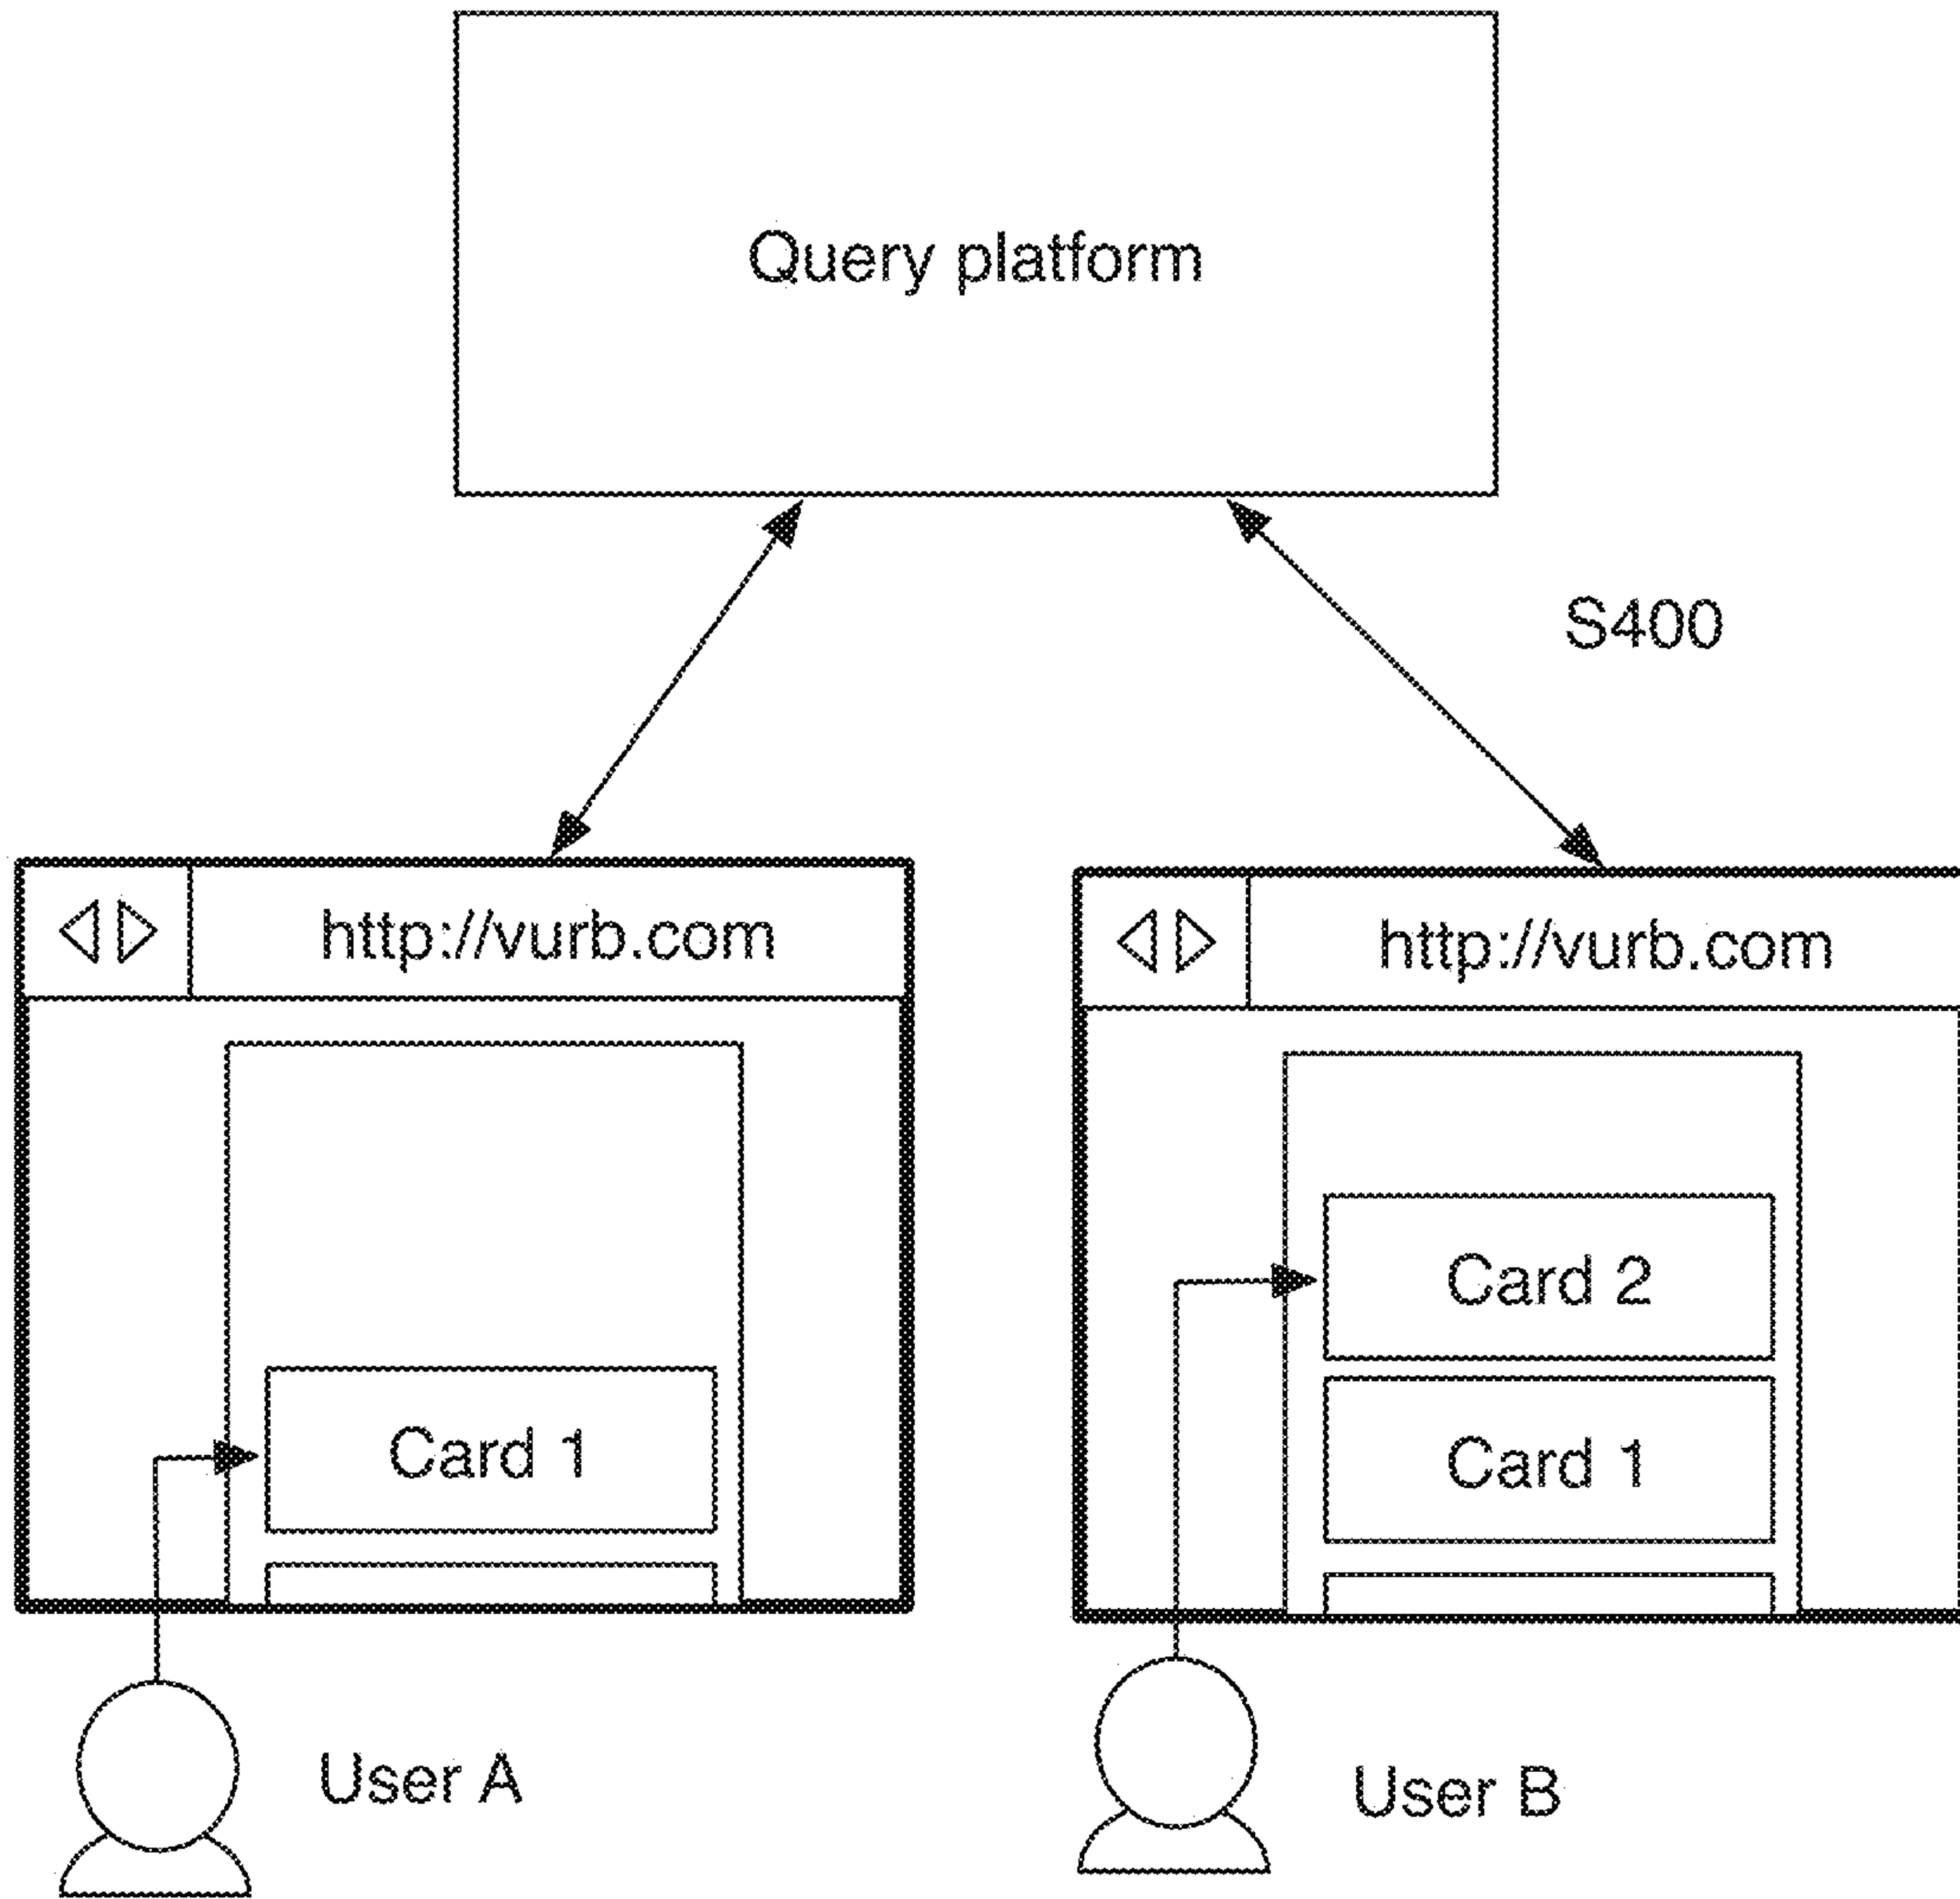 Query platform
S400
http://vurb.com
http://vurb.com
Card 2
Card 1
Card 1
User A
User B